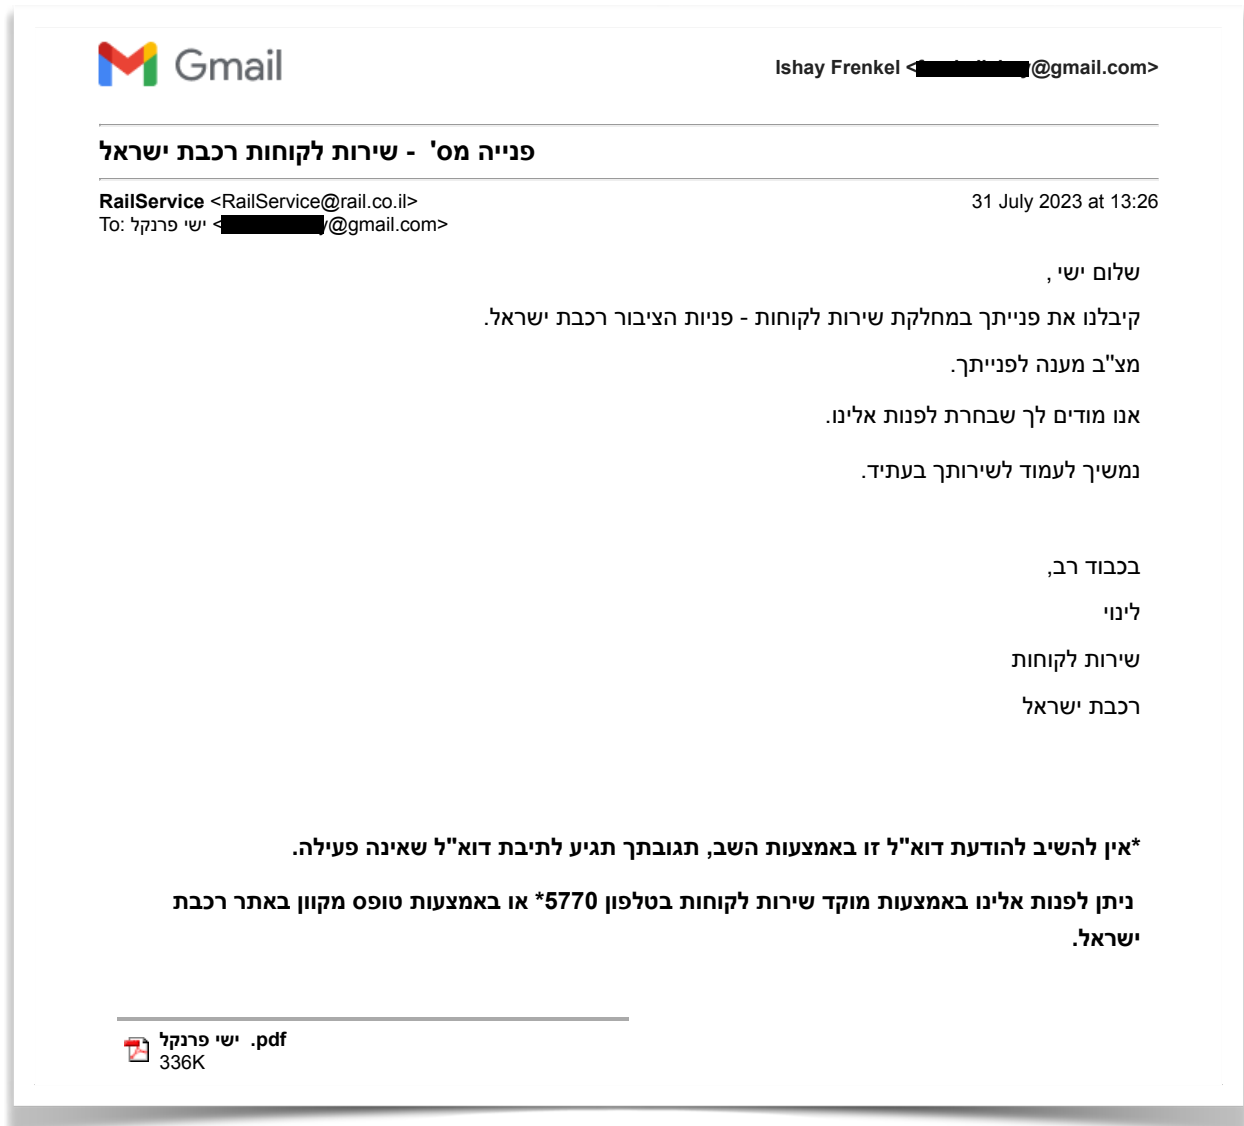 Gmail
Ishay Frenkel < @gmail.com>
פנייה מס' - שירות לקוחות רכבת ישראל
RailService <RailService@rail.co.il>
31 July 2023 at 13:26
To: ישי פרנקל < @gmail.com>
שלום ישי ,
קיבלנו את פנייתך במחלקת שירות לקוחות - פניות הציבור רכבת ישראל.
מצ"ב מענה לפנייתך.
אנו מודים לך שבחרת לפנות אלינו.
נמשיך לעמוד לשירותך בעתיד.
בכבוד רב,
לינוי
שירות לקוחות
רכבת ישראל
*אין להשיב להודעת דוא"ל זו באמצעות השב, תגובתך תגיע לתיבת דוא"ל שאינה פעילה.
ניתן לפנות אלינו באמצעות מוקד שירות לקוחות בטלפון 5770* או באמצעות טופס מקוון באתר רכבת
ישראל.
ישי פרנקל .pdf
336K